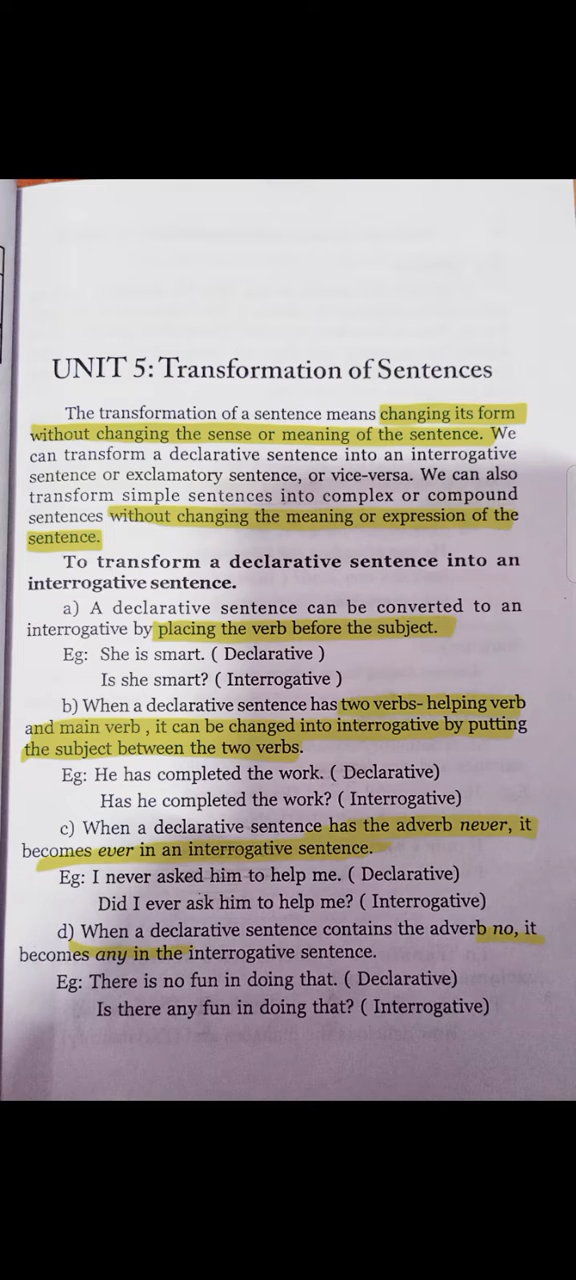 UNIT 5: Transformation of Sentences
The transformation of a sentence means changing its form
without changing the sense or meaning of the sentence. We
can transform a declarative sentence into an interrogative
sentence or exclamatory sentence, or vice-versa. We can also
transform simple sentences into complex or compound
sentences without changing the meaning or expression of the
sentence.
To transform a declarative sentence into an
interrogative sentence.
a) A declarative sentence can be converted to an
interrogative by placing the verb before the subject.
Eg: She is smart. ( Declarative )
Is she smart? ( Interrogative )
b) When a declarative sentence has two verbs- helping verb
and main verb , it can be changed into interrogative by putting
the subject between the two verbs.
Eg: He has completed the work. ( Declarative)
Has he completed the work? ( Interrogative)
c) When a declarative sentence has the adverb never, it
becomes ever in an interrogative sentence.
Eg: I never asked him to help me. ( Declarative)
Did I ever ask him to help me? ( Interrogative)
d) When a declarative sentence contains the adverb no, it
becomes any in the interrogative sentence.
Eg: There is no fun in doing that. ( Declarative)
Is there any fun in doing that? ( Interrogative)